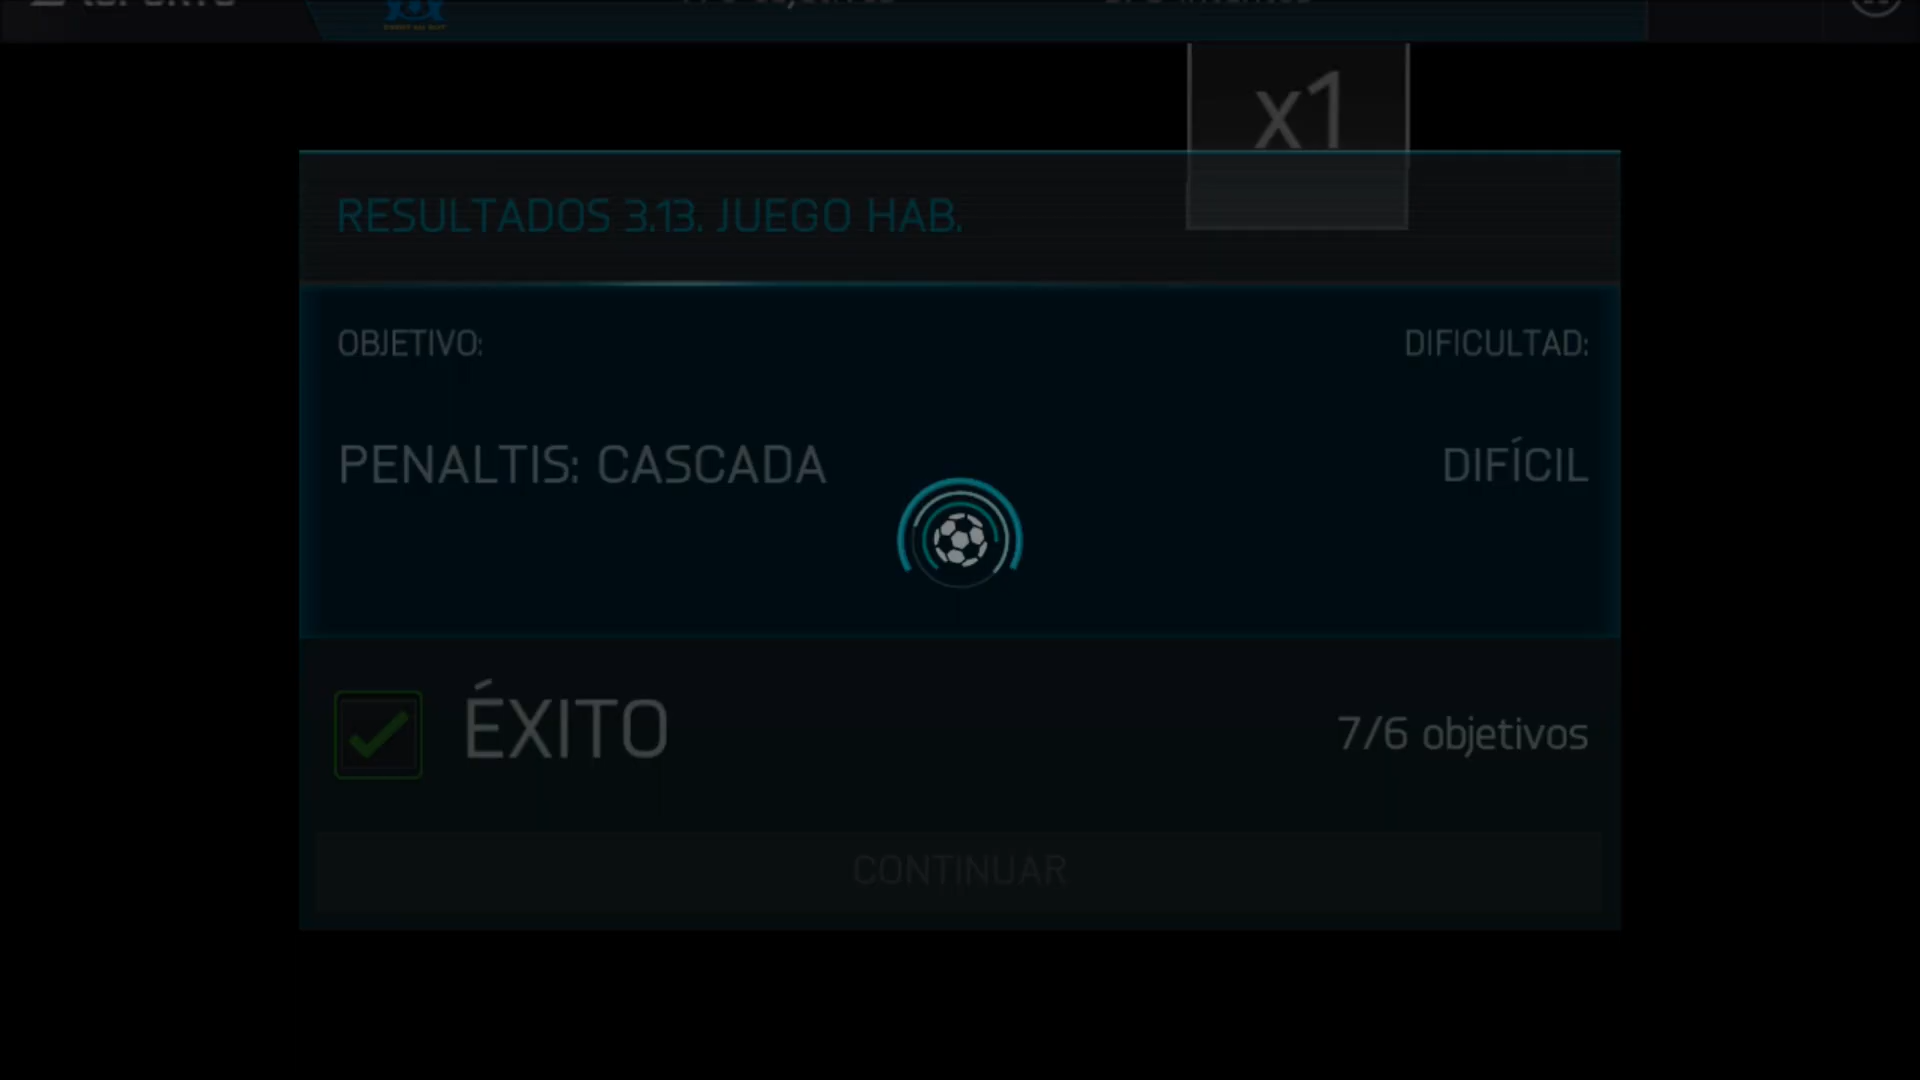 x1
RESULTADOS 3.13. JUEGO HAB.
OBJETIVO:
DIFICULTAD:
PENALTIS: CASCADA
DIFÍCIL
ÉXITO
7/6 objetivos
CONTINUAR